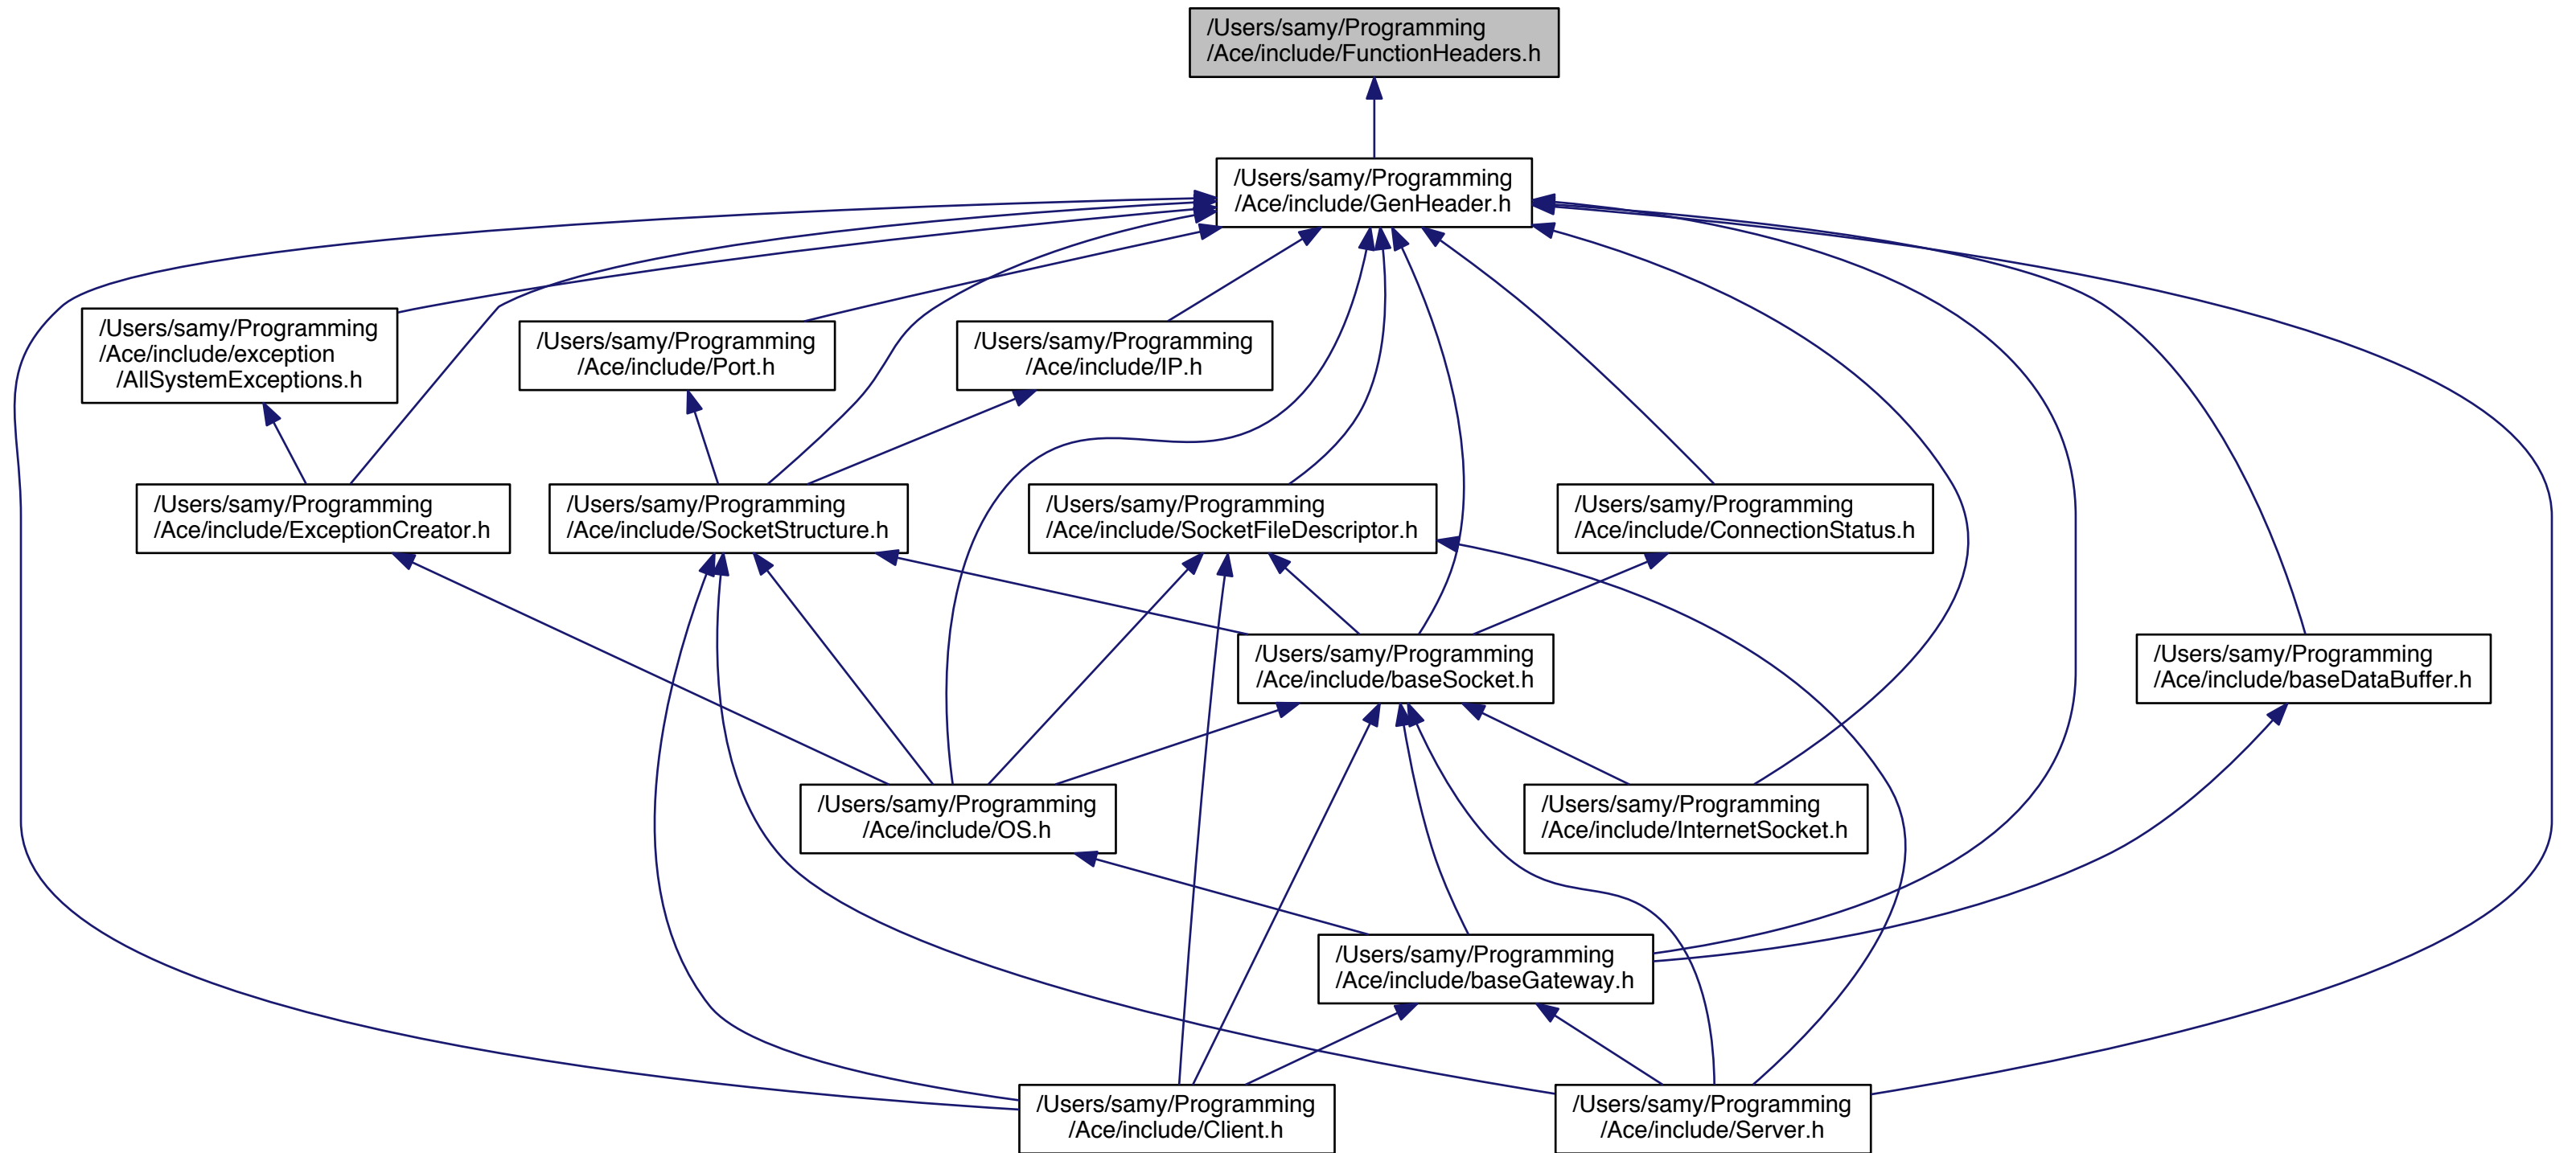 /Users/samy/Programming
/Ace/include/FunctionHeaders.h
/Users/samy/Programming
/Ace/include/GenHeader.h
/Users/samy/Programming
/Ace/include/exception
/AllSystemExceptions.h
/Users/samy/Programming
/Ace/include/Port.h
/Users/samy/Programming
/Ace/include/IP.h
/Users/samy/Programming
/Ace/include/ExceptionCreator.h
/Users/samy/Programming
/Ace/include/SocketStructure.h
/Users/samy/Programming
/Ace/include/SocketFileDescriptor.h
/Users/samy/Programming
/Ace/include/ConnectionStatus.h
/Users/samy/Programming
/Ace/include/baseSocket.h
/Users/samy/Programming
/Ace/include/baseDataBuffer.h
/Users/samy/Programming
/Ace/include/OS.h
/Users/samy/Programming
/Ace/include/InternetSocket.h
/Users/samy/Programming
/Ace/include/baseGateway.h
/Users/samy/Programming
/Ace/include/Client.h
/Users/samy/Programming
/Ace/include/Server.h